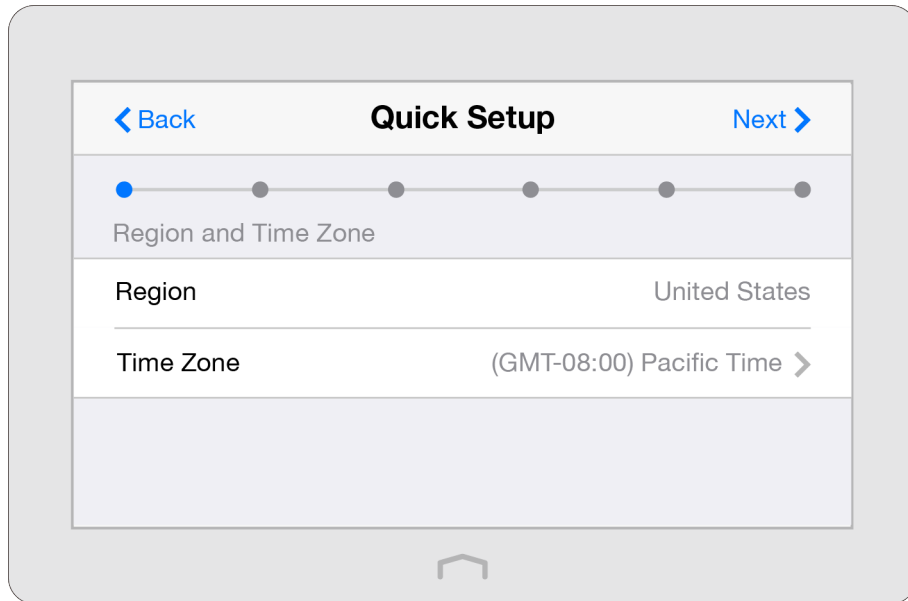 Back Quick Setup Next
Region and Time Zone
Region United States
Time Zone (GMT-08:00) Pacific Time